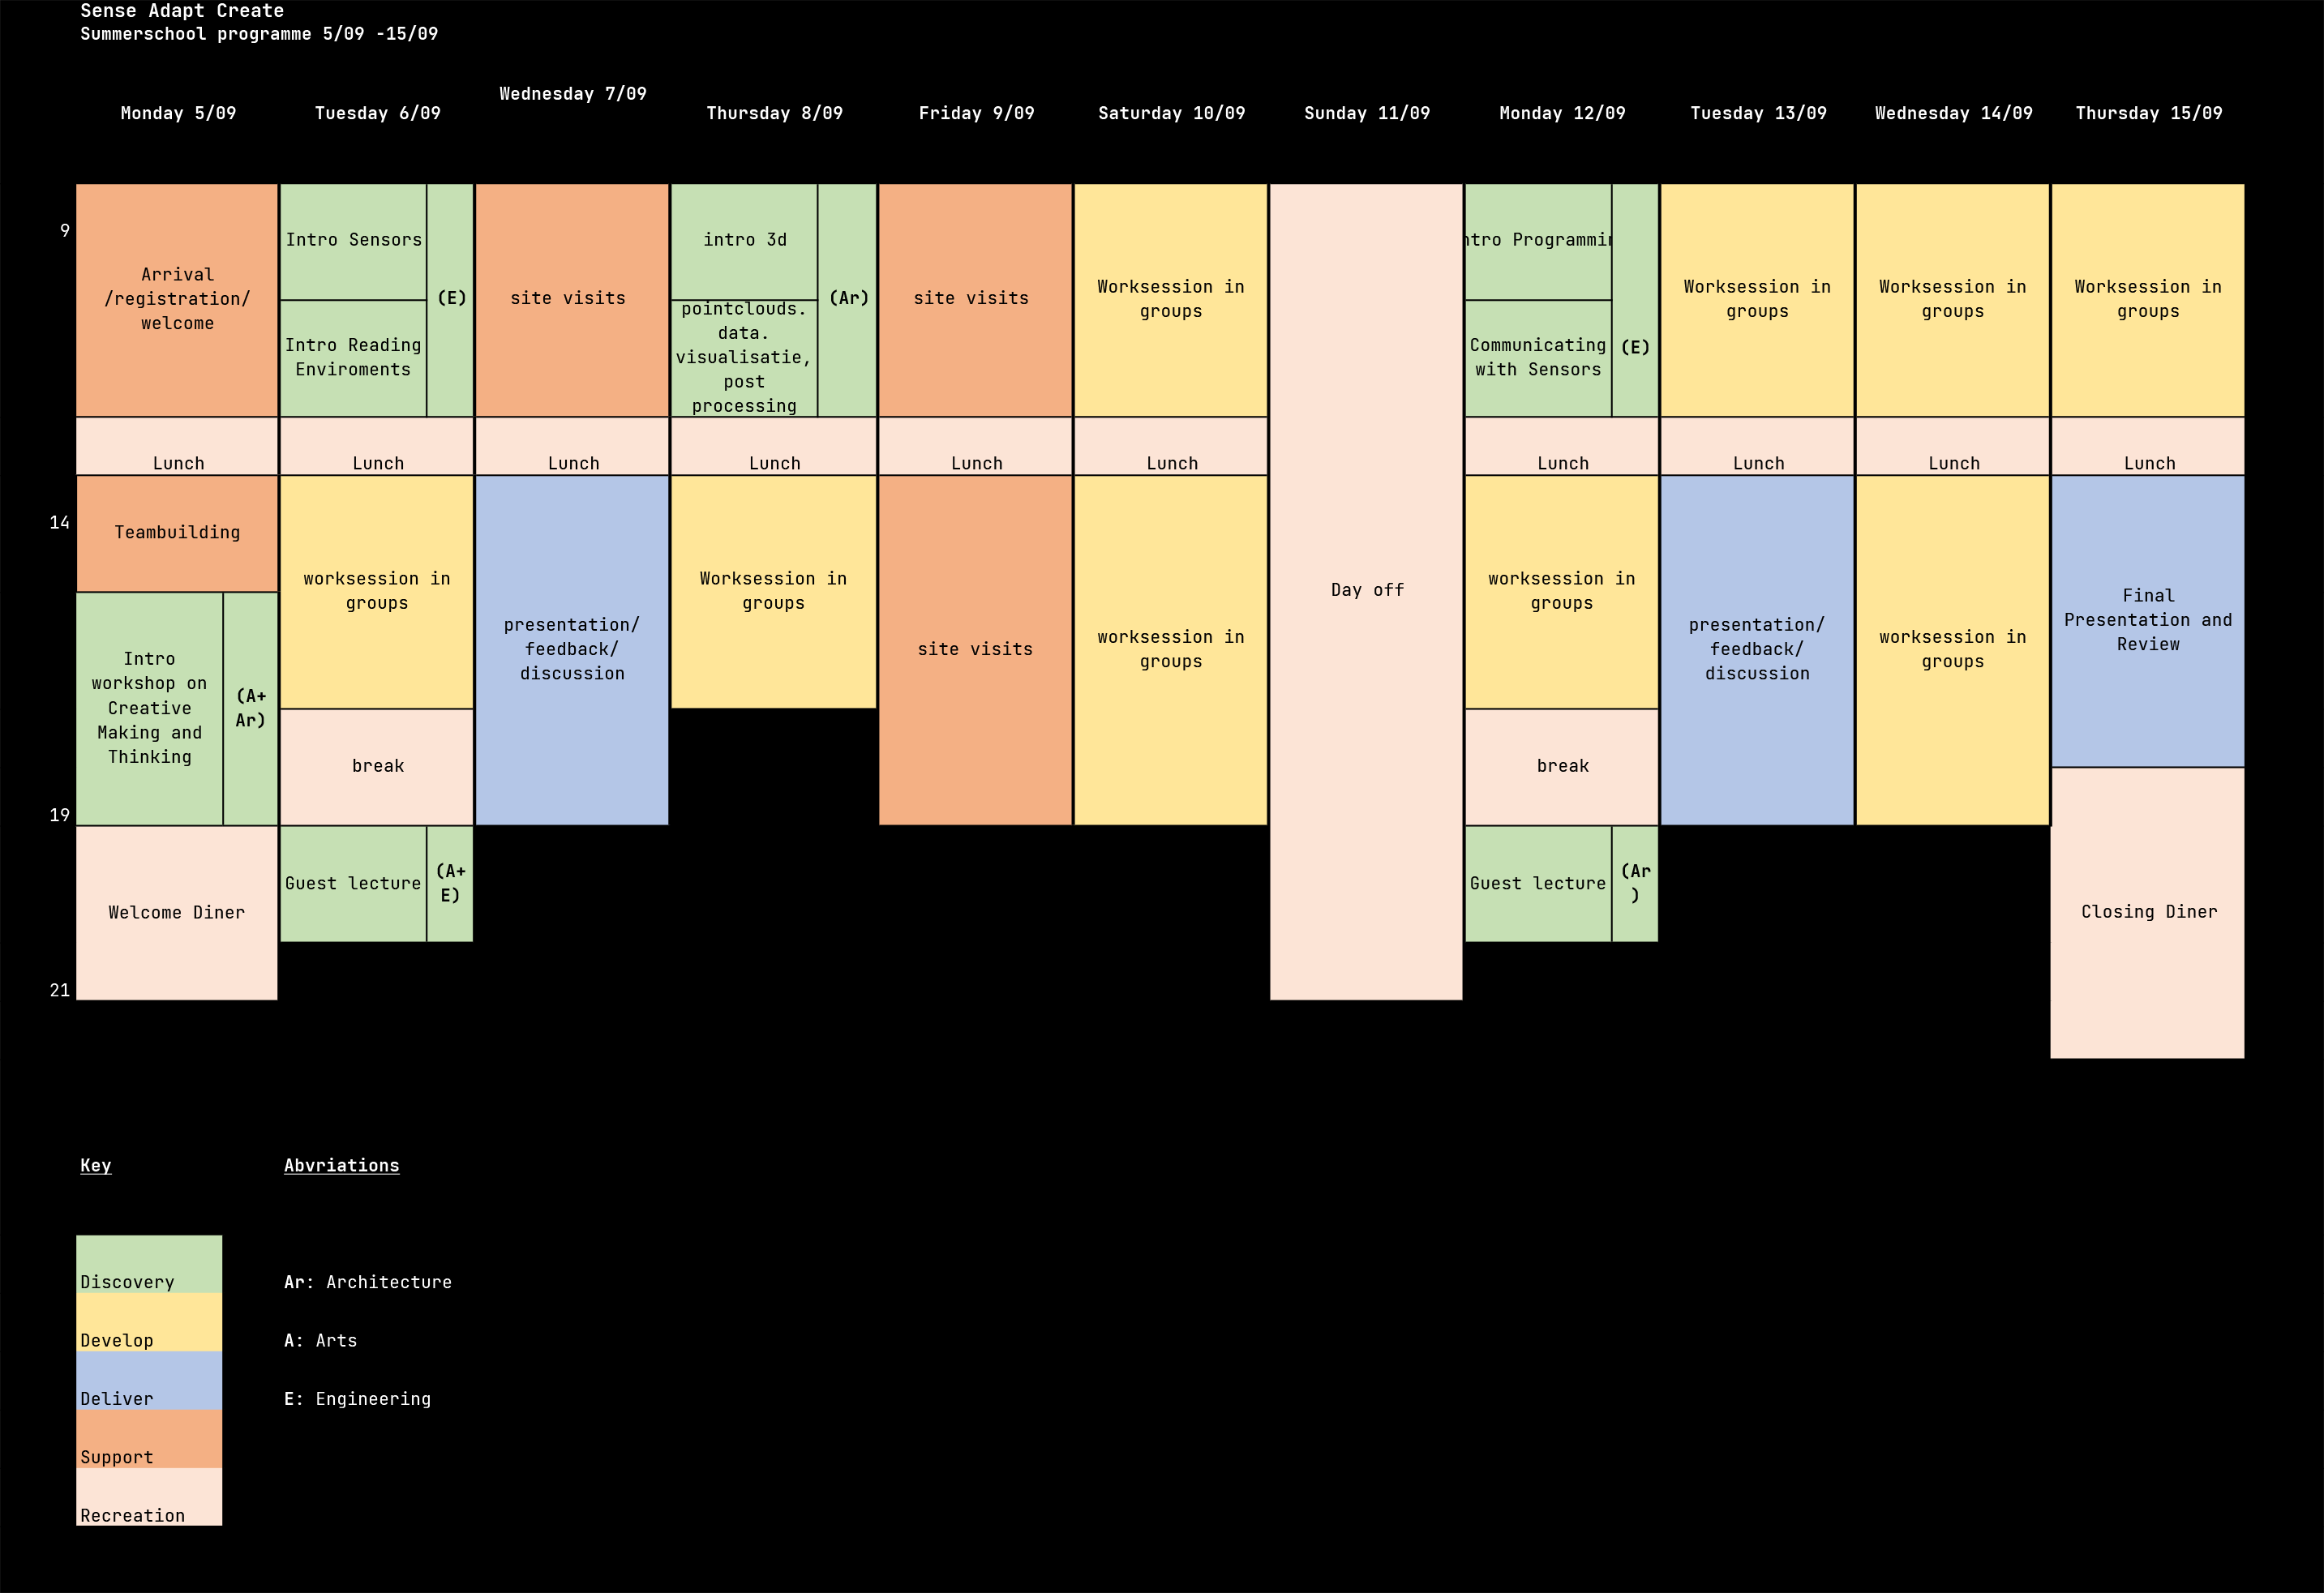 Sense Adapt Create
Summerschool programme 5/09 -15/09
Monday 5/09
Tuesday 6/09
Wednesday 7/09
Thursday 8/09
Friday 9/09
Saturday 10/09
Sunday 11/09
Monday 12/09
Tuesday 13/09
Wednesday 14/09
Thursday 15/09
9
14
19
21
Arrival
/registration/
welcome
Lunch
Teambuilding
Intro
workshop on
Creative
Making and
Thinking
(A+
Ar)
Welcome Diner
Intro Sensors
Intro Reading
Enviroments
(E)
Lunch
worksession in
groups
break
Guest lecture
(A+
E)
site visits
Lunch
presentation/
feedback/
discussion
intro 3d
pointclouds.
data.
visualisatie,
post
processing
(Ar)
Lunch
Worksession in
groups
site visits
Lunch
site visits
Worksession in
groups
Lunch
worksession in
groups
Day off
ntro Programmin
Communicating
with Sensors
(E)
Lunch
worksession in
groups
break
Guest lecture
(Ar
)
Worksession in
groups
Lunch
presentation/
feedback/
discussion
Worksession in
groups
Lunch
worksession in
groups
Worksession in
groups
Lunch
Final
Presentation and
Review
Closing Diner
Key
Discovery
Develop
Deliver
Support
Recreation
Abvriations
Ar: Architecture
A: Arts
E: Engineering